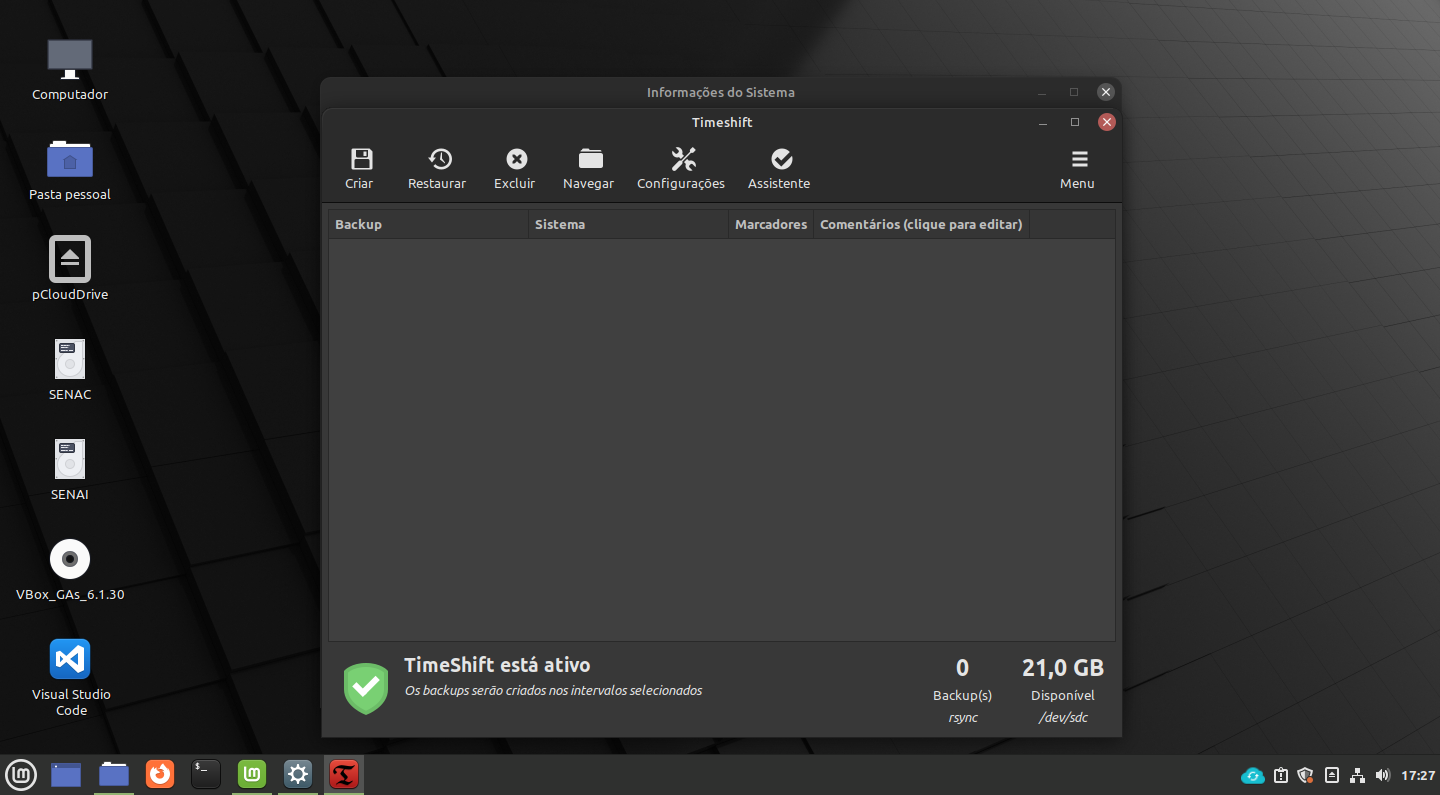 Computador
Pasta pessoal
pCloudDrive
SENAC
SENAI
VBox_GAs_6.1.30
Visual Studio
Code
Informações do Sistema
Timeshift
Criar
Restaurar
Excluir
Navegar
Configurações
Assistente
Menu
Backup
Sistema
Marcadores
Comentários (clique para editar)
TimeShift está ativo
Os backups serão criados nos intervalos selecionados
0
Backup(s)
rsync
21,0 GB
Disponível
/dev/sdc
$_
17:27